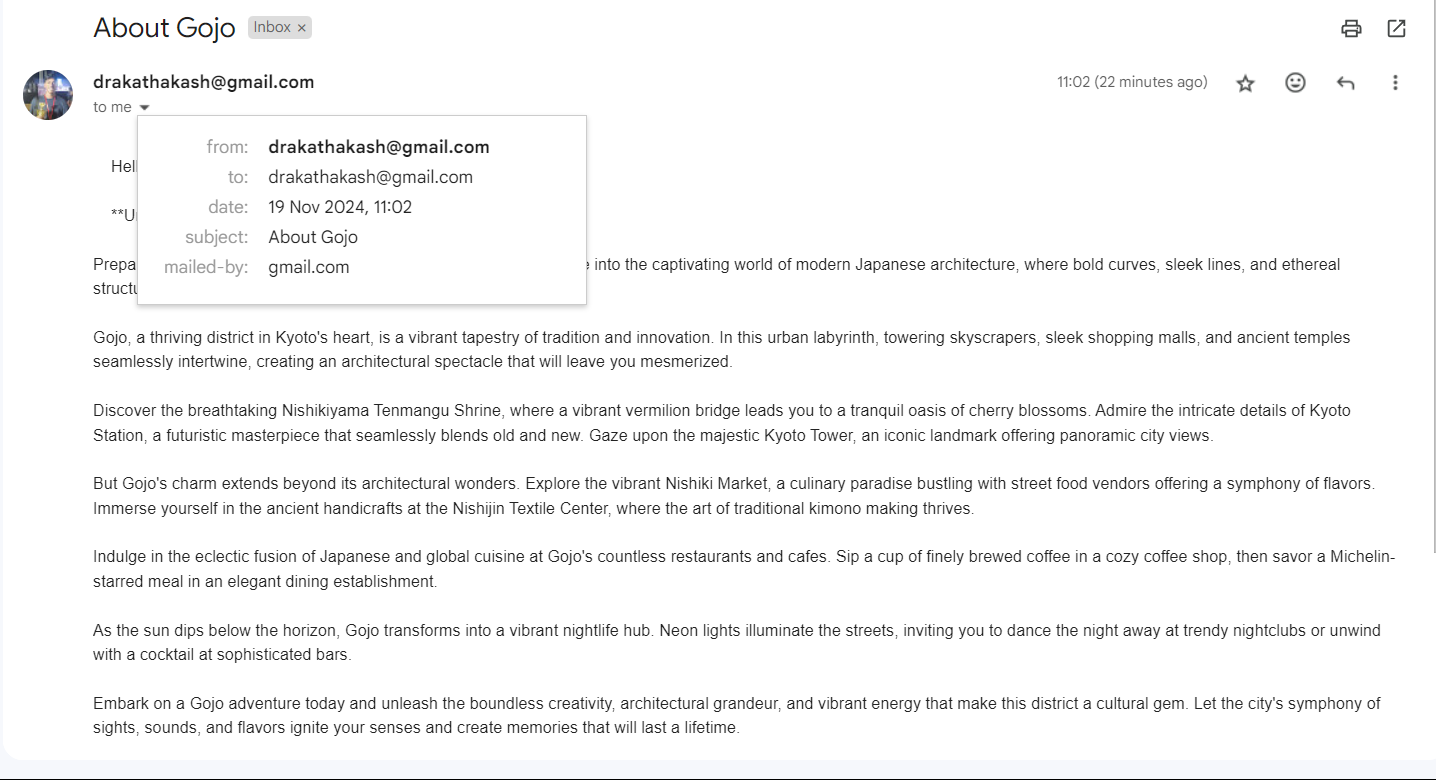 About Gojo Inbox ×
drakathakash@gmail.com 11:02 (22 minutes ago)
to me
from: drakathakash@gmail.com
to: drakathakash@gmail.com
date: 19 Nov 2024, 11:02
subject: About Gojo
mailed-by: gmail.com
into the captivating world of modern Japanese architecture, where bold curves, sleek lines, and ethereal
Gojo, a thriving district in Kyoto's heart, is a vibrant tapestry of tradition and innovation. In this urban labyrinth, towering skyscrapers, sleek shopping malls, and ancient temples
seamlessly intertwine, creating an architectural spectacle that will leave you mesmerized.
Discover the breathtaking Nishikiyama Tenmangu Shrine, where a vibrant vermilion bridge leads you to a tranquil oasis of cherry blossoms. Admire the intricate details of Kyoto
Station, a futuristic masterpiece that seamlessly blends old and new. Gaze upon the majestic Kyoto Tower, an iconic landmark offering panoramic city views.
But Gojo's charm extends beyond its architectural wonders. Explore the vibrant Nishiki Market, a culinary paradise bustling with street food vendors offering a symphony of flavors.
Immerse yourself in the ancient handicrafts at the Nishijin Textile Center, where the art of traditional kimono making thrives.
Indulge in the eclectic fusion of Japanese and global cuisine at Gojo's countless restaurants and cafes. Sip a cup of finely brewed coffee in a cozy coffee shop, then savor a Michelin-
starred meal in an elegant dining establishment.
As the sun dips below the horizon, Gojo transforms into a vibrant nightlife hub. Neon lights illuminate the streets, inviting you to dance the night away at trendy nightclubs or unwind
with a cocktail at sophisticated bars.
Embark on a Gojo adventure today and unleash the boundless creativity, architectural grandeur, and vibrant energy that make this district a cultural gem. Let the city's symphony of
sights, sounds, and flavors ignite your senses and create memories that will last a lifetime.